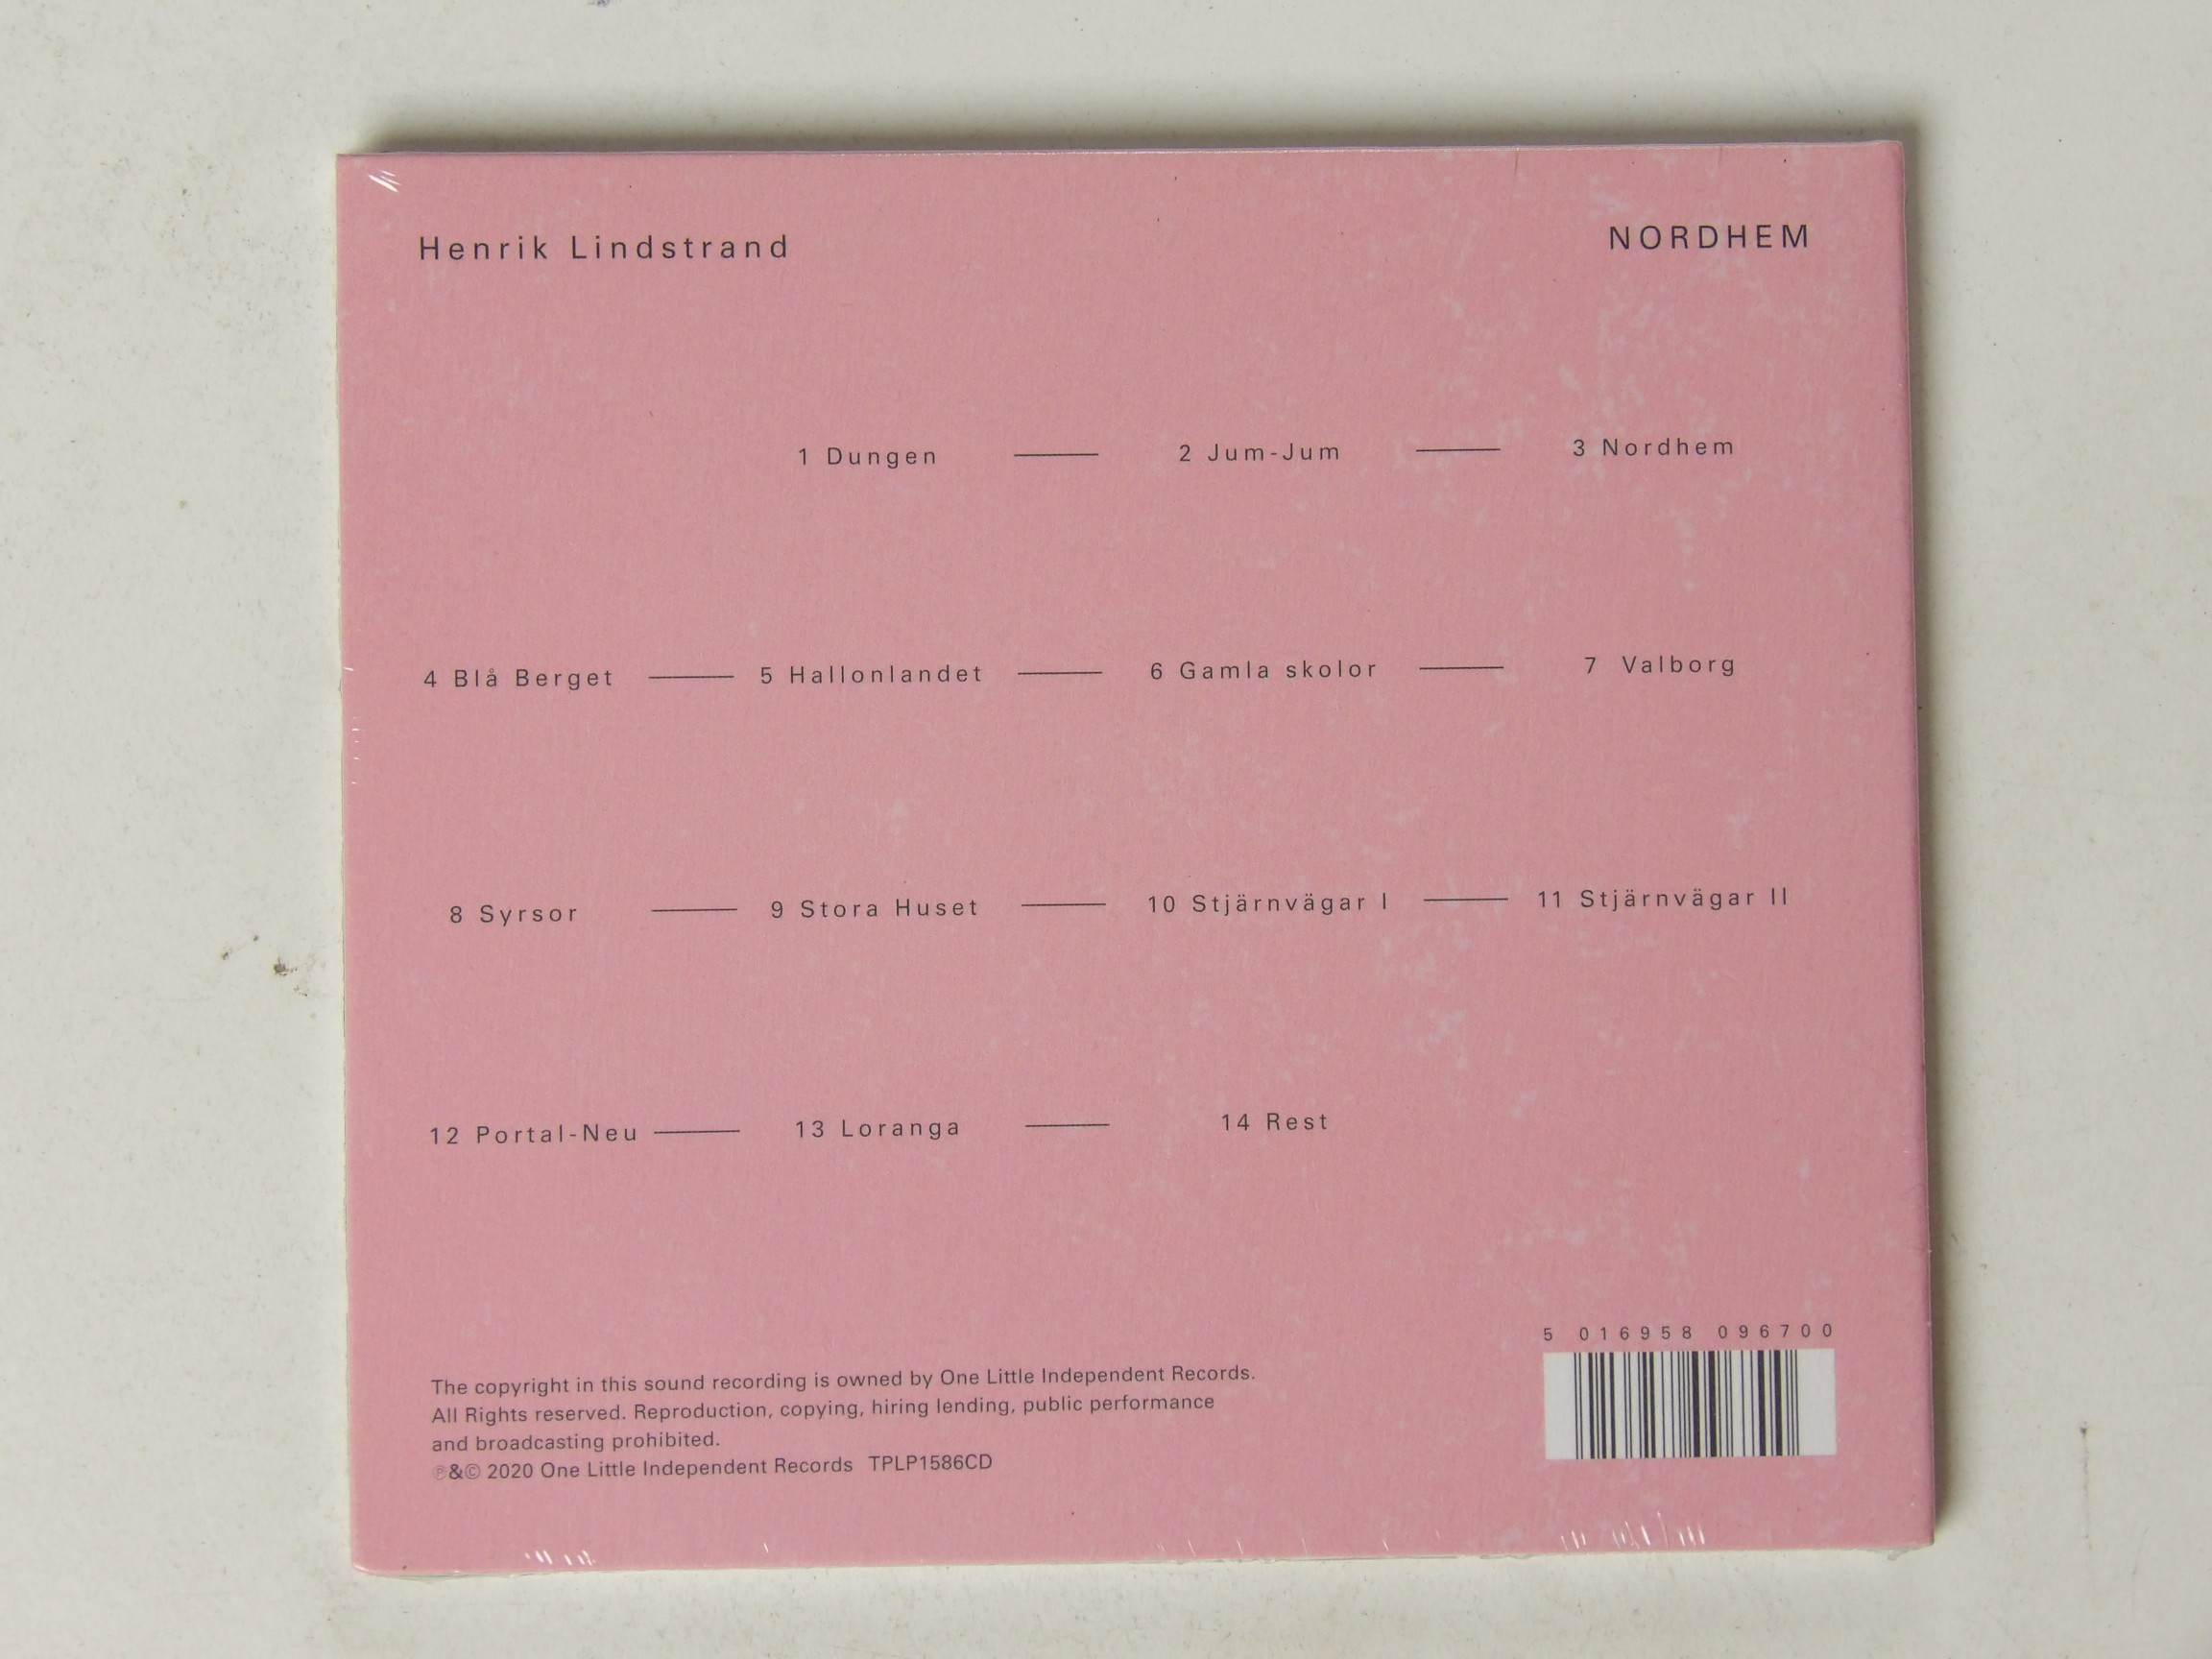 Henrik Lindstrand NORDHEM
1 Dungen — 2 Jum-Jum — 3 Nordhem
4 Blå Berget — 5 Hallonlandet — 6 Gamla skolor — 7 Valborg
8 Syrsor — 9 Stora Huset — 10 Stjärnvägar I — 11 Stjärnvägar II
12 Portal-Neu — 13 Loranga — 14 Rest
5 016958 096700
The copyright in this sound recording is owned by One Little Independent Records.
All Rights reserved. Reproduction, copying, hiring lending, public performance
and broadcasting prohibited.
℗&© 2020 One Little Independent Records TPLP1586CD